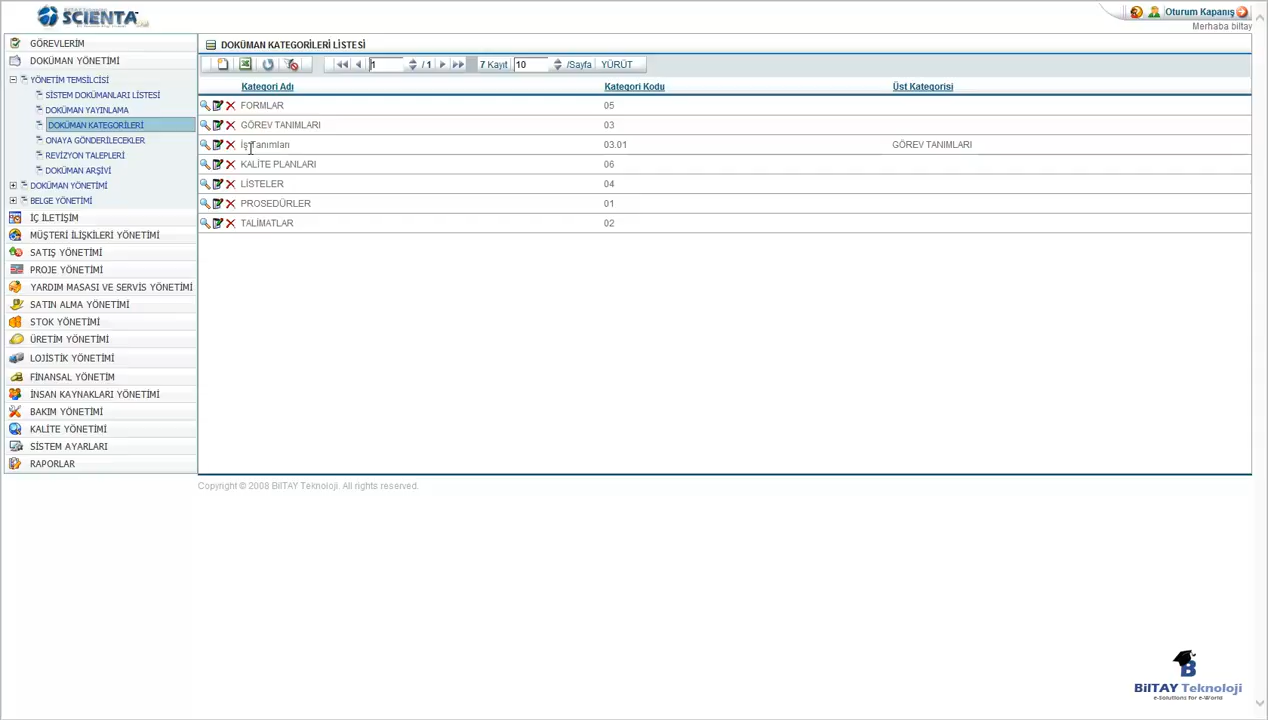 SCIENTA
Oturum Kapanış
Merhaba biltay
GÖREVLERİM
DOKÜMAN YÖNETİMİ
YÖNETİM TEMSİLCİSİ
SİSTEM DOKÜMANLARI LİSTESİ
DOKÜMAN YAYINLAMA
DOKÜMAN KATEGORİLERİ
ONAYA GÖNDERİLECEKLER
REVİZYON TALEPLERİ
DOKÜMAN ARŞİVİ
DOKÜMAN YÖNETİMİ
BELGE YÖNETİMİ
İÇ İLETİŞİM
MÜŞTERİ İLİŞKİLERİ YÖNETİMİ
SATIŞ YÖNETİMİ
PROJE YÖNETİMİ
YARDIM MASASI VE SERVİS YÖNETİMİ
SATIN ALMA YÖNETİMİ
STOK YÖNETİMİ
ÜRETİM YÖNETİMİ
LOJİSTİK YÖNETİMİ
FİNANSAL YÖNETİM
İNSAN KAYNAKLARI YÖNETİMİ
BAKIM YÖNETİMİ
KALİTE YÖNETİMİ
SİSTEM AYARLARI
RAPORLAR
DOKÜMAN KATEGORİLERİ LİSTESİ
1 / 1 7 Kayıt 10 /Sayfa YÜRÜT
Kategori Adı Kategori Kodu Üst Kategorisi
FORMLAR 05
GÖREV TANIMLARI 03
İş Tanımları 03.01 GÖREV TANIMLARI
KALİTE PLANLARI 06
LİSTELER 04
PROSEDÜRLER 01
TALİMATLAR 02
Copyright © 2008 BilTAY Teknoloji. All rights reserved.
BilTAY Teknoloji
e-Solutions for e-World